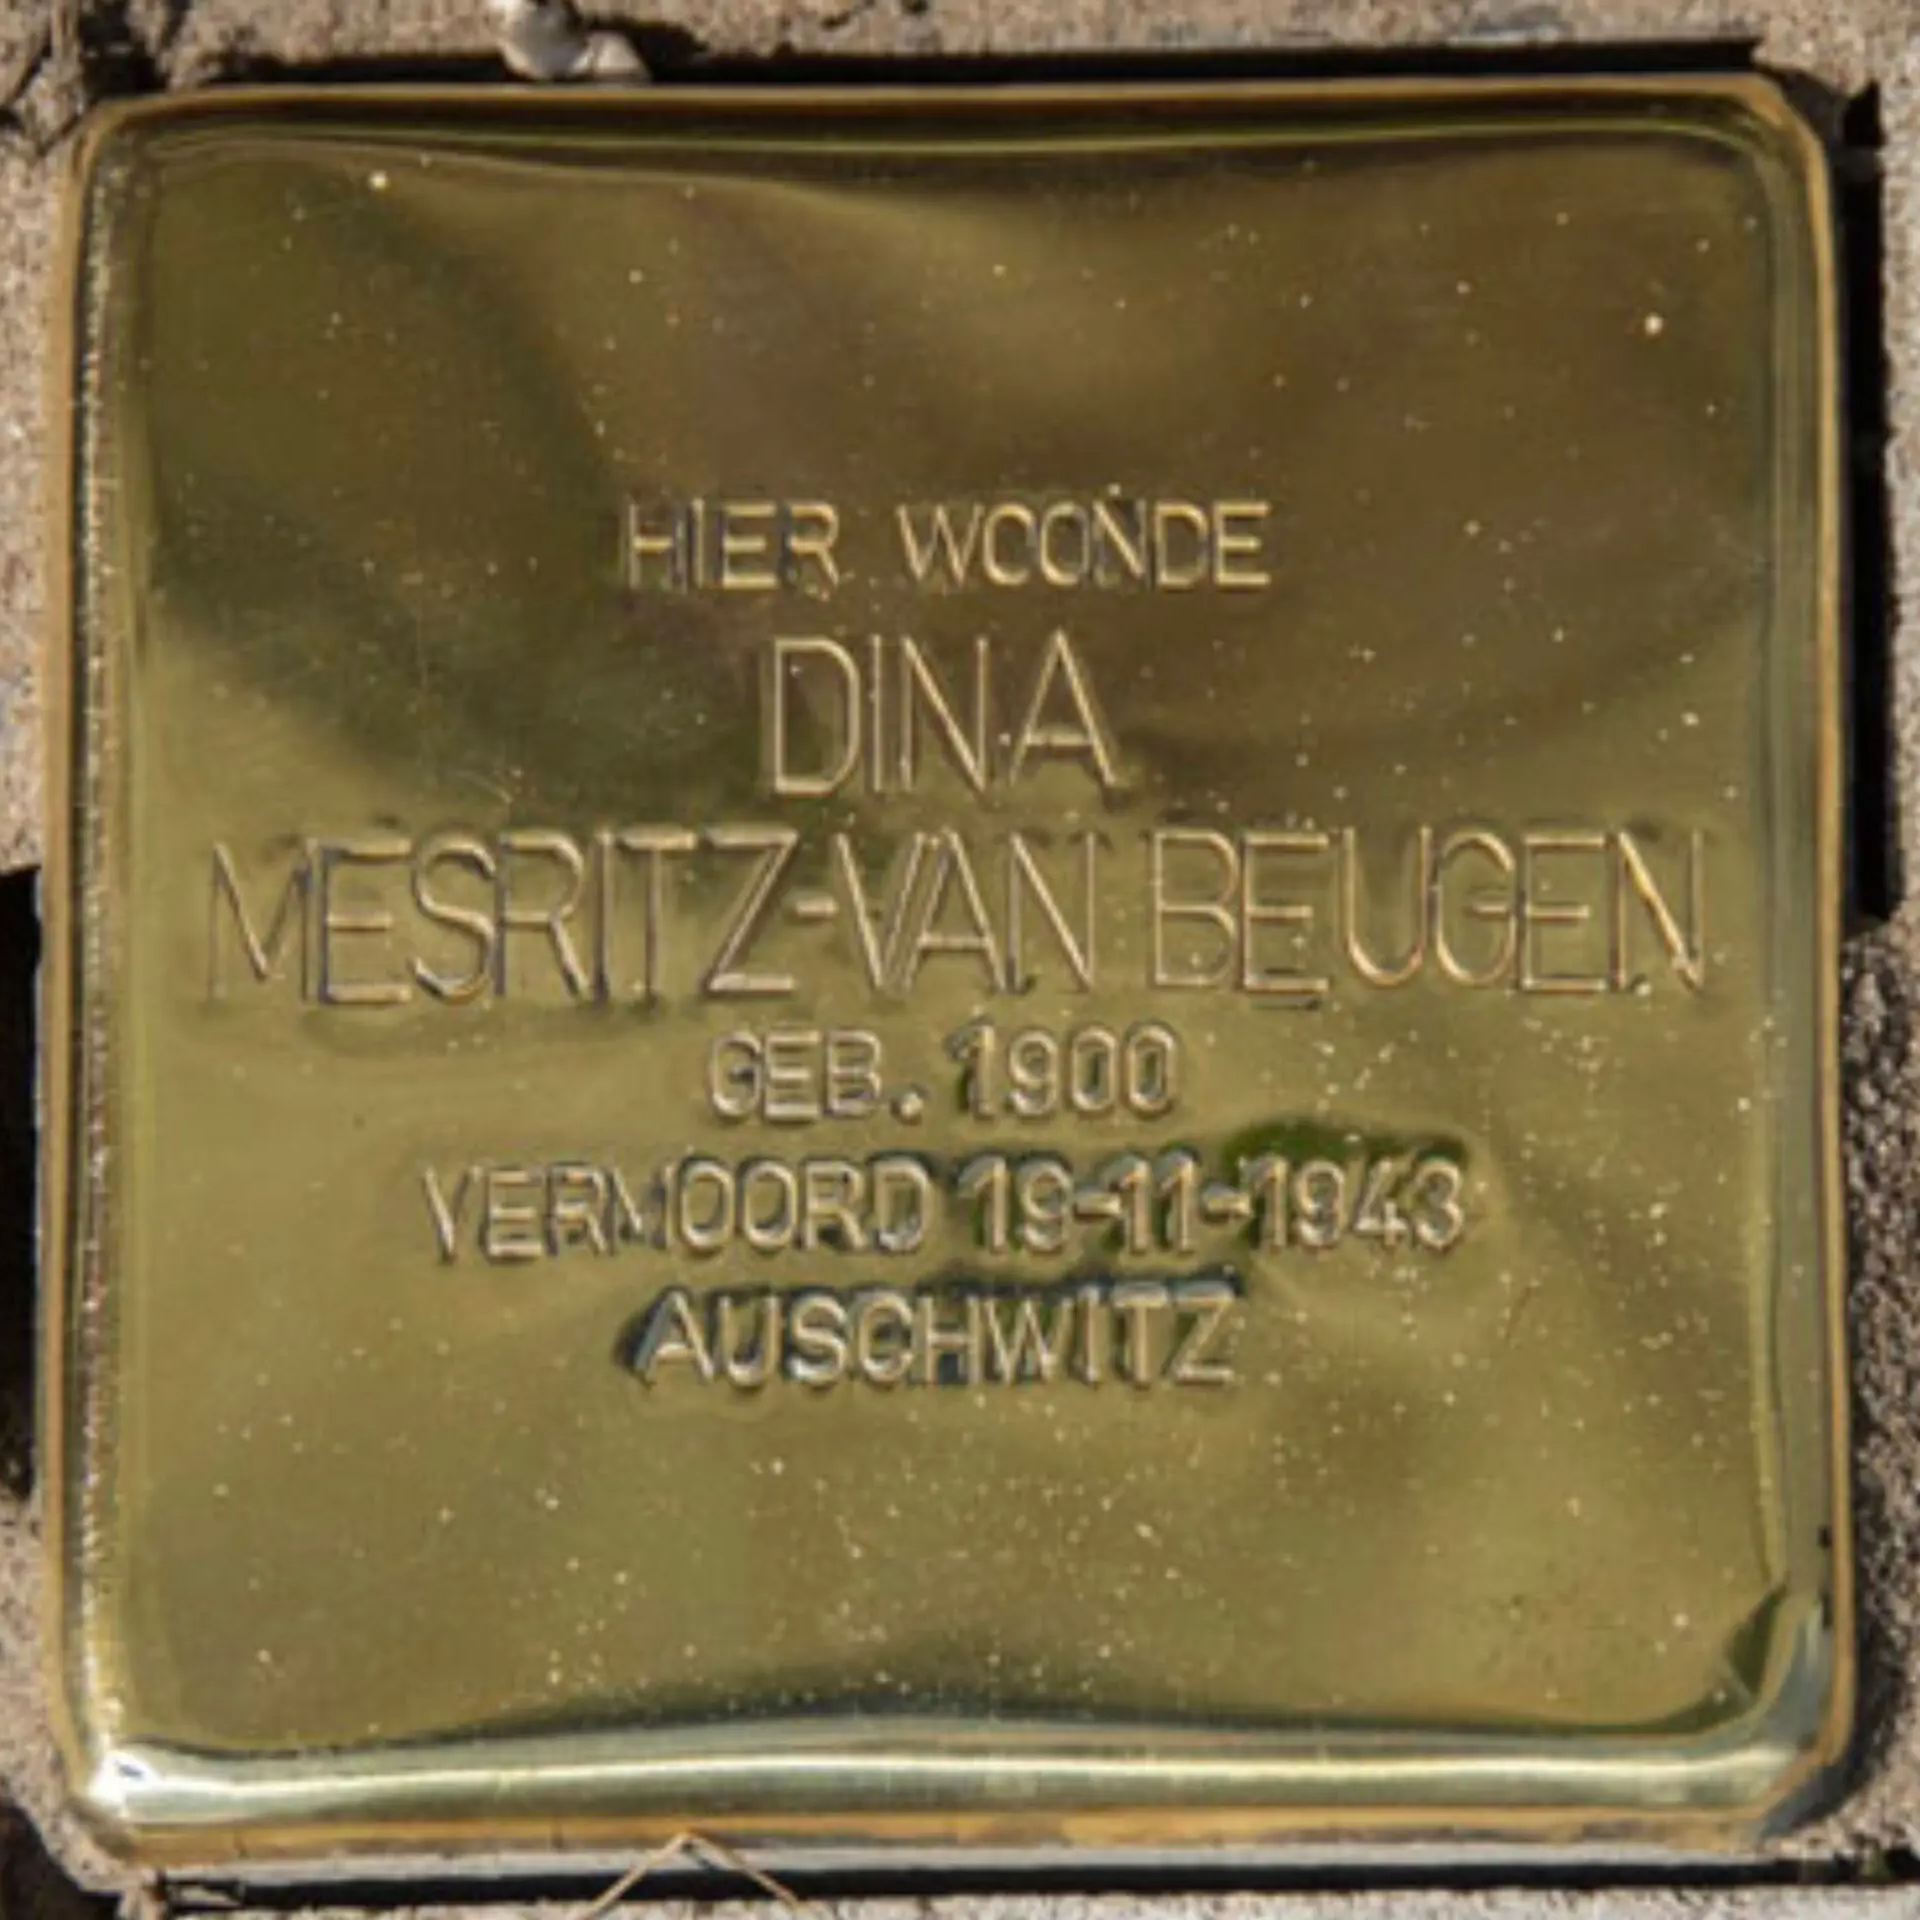 HIER WOONDE
DINA
MESRITZ-VAN BEUGEN
GEB. 1900
VERMOORD 19-11-1943
AUSCHWITZ